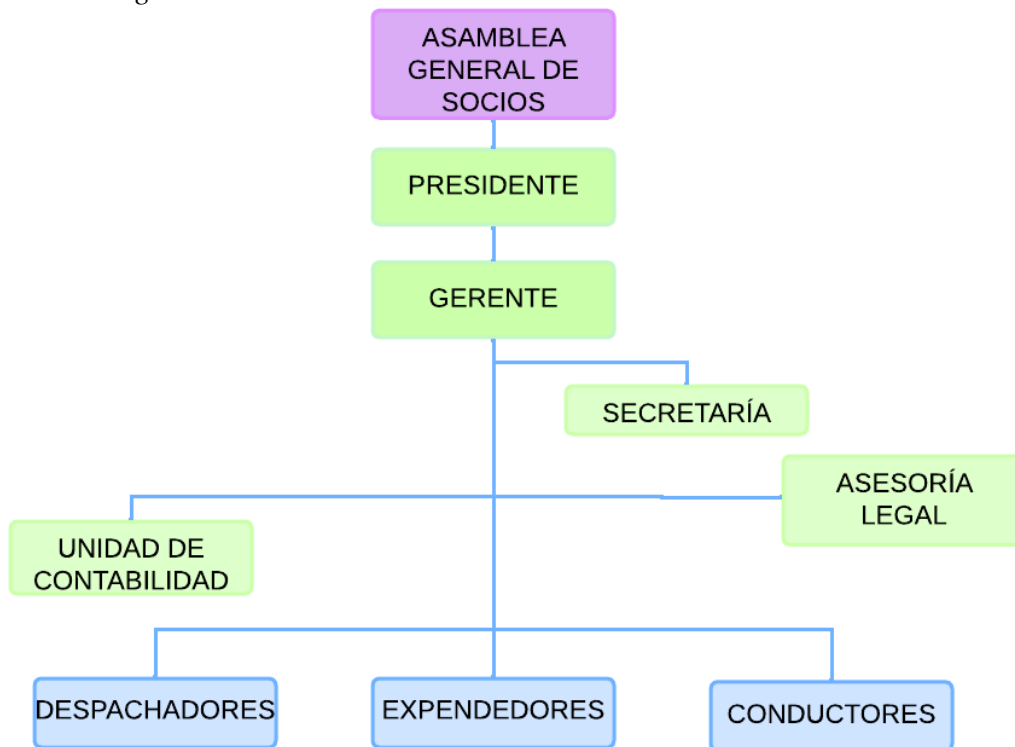 ASAMBLEA
GENERAL DE
SOCIOS
PRESIDENTE
GERENTE
SECRETARÍA
ASESORÍA
LEGAL
UNIDAD DE
CONTABILIDAD
DESPACHADORES
EXPENDEDORES
CONDUCTORES